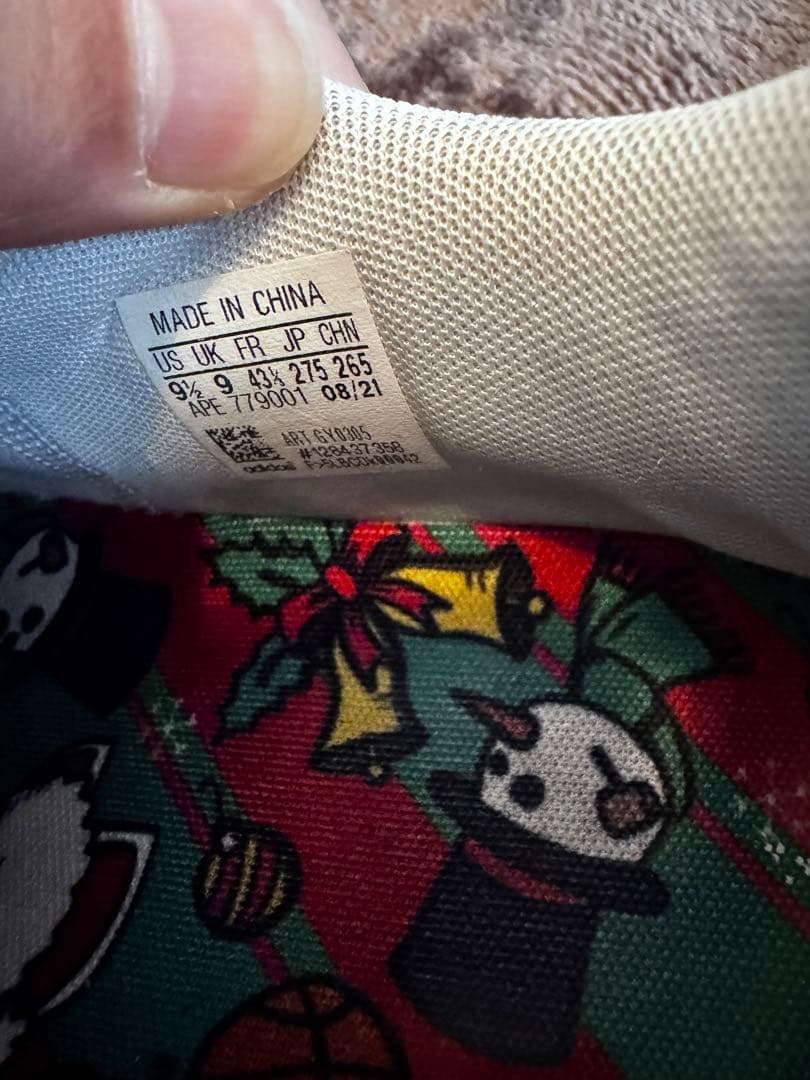 MADE IN CHINA
US UK FR JP CHN
9½ 9 43⅓ 275 265
APE 779001 08/21
ART GY0305
#128437358
adidas